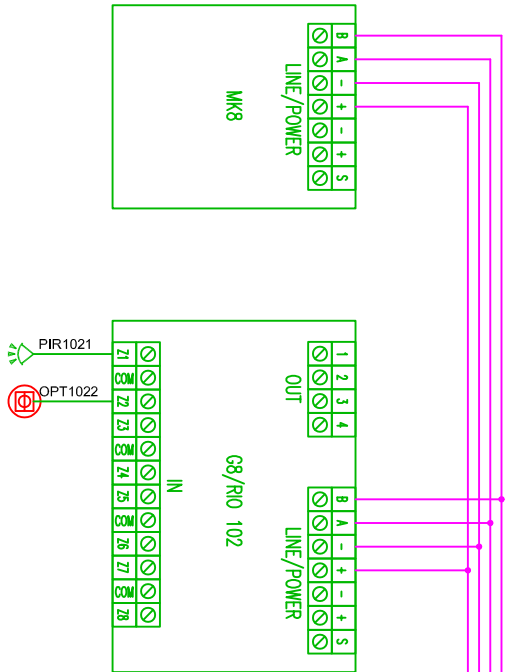 B
A
-
+
-
+
S
LINE/POWER
MK8
PIR1021
OPT1022
Z1
COM
Z2
Z3
COM
Z4
Z5
COM
Z6
Z7
COM
Z8
IN
1
2
3
4
OUT
G8/RIO 102
B
A
-
+
-
+
S
LINE/POWER